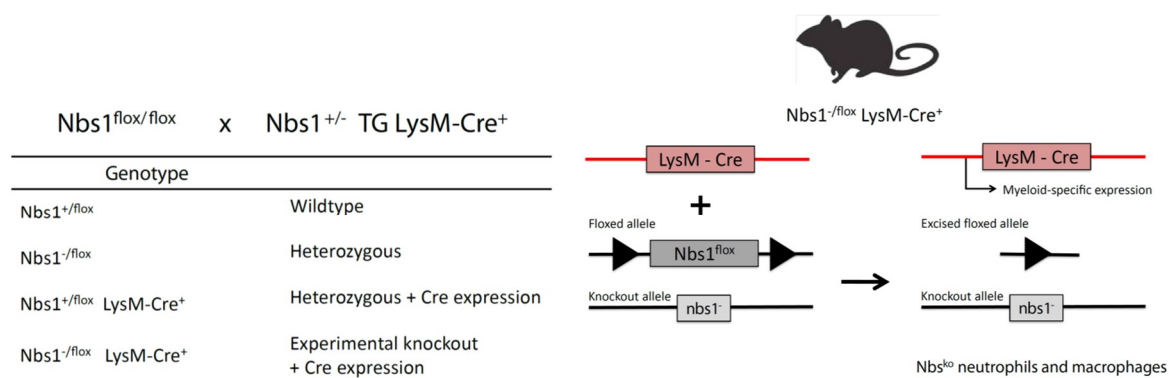 Nbs1flox/flox x Nbs1+/- TG LysM-Cre+
Genotype
Nbs1+/flox Wildtype
Nbs1-/flox Heterozygous
Nbs1+/flox LysM-Cre+ Heterozygous + Cre expression
Nbs1-/flox LysM-Cre+ Experimental knockout
+ Cre expression
Nbs1-/flox LysM-Cre+
LysM - Cre
+
Floxed allele
Nbs1flox
Knockout allele
nbs1-
LysM - Cre
Myeloid-specific expression
Excised floxed allele
Knockout allele
nbs1-
Nbsko neutrophils and macrophages